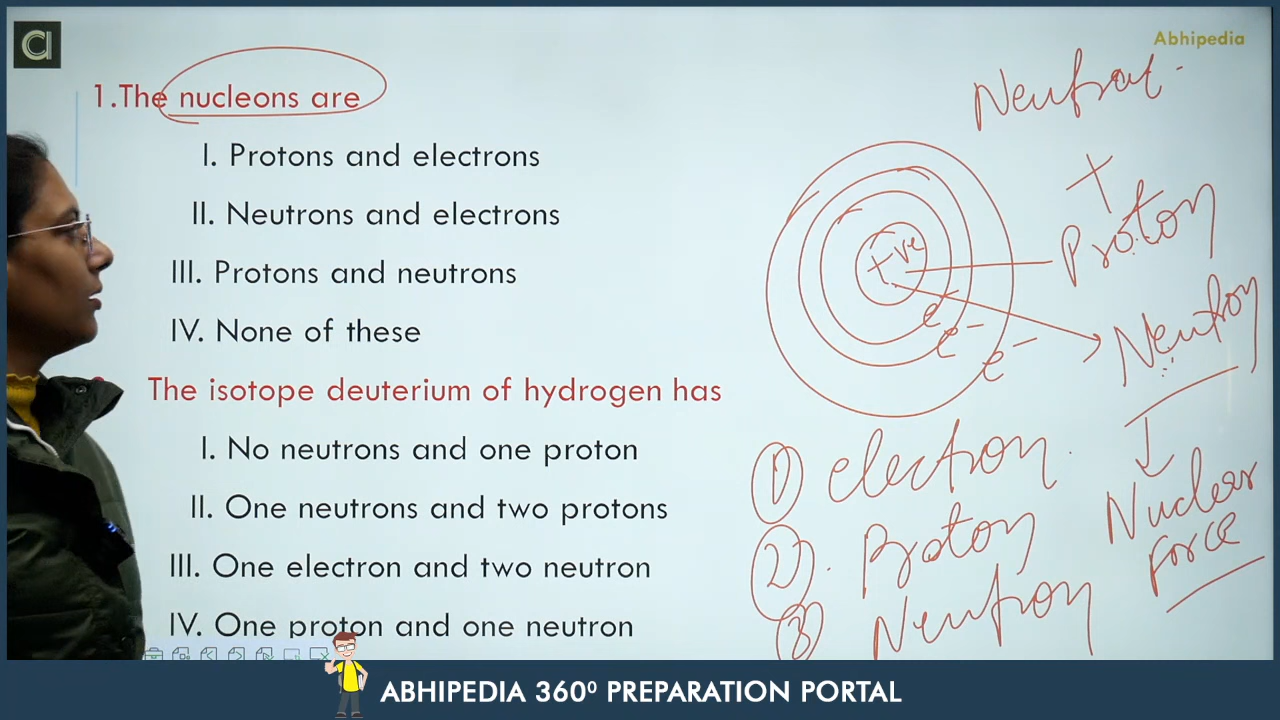 Abhipedia
1.The nucleons are
I. Protons and electrons
II. Neutrons and electrons
III. Protons and neutrons
IV. None of these
The isotope deuterium of hydrogen has
I. No neutrons and one proton
II. One neutrons and two protons
III. One electron and two neutron
IV. One proton and one neutron
Neutral
+
Proton
+ve
Neutron
e-
e-
e-
Nuclear
Force
1) electron
2). Proton
3) Neutron
ABHIPEDIA 360⁰ PREPARATION PORTAL